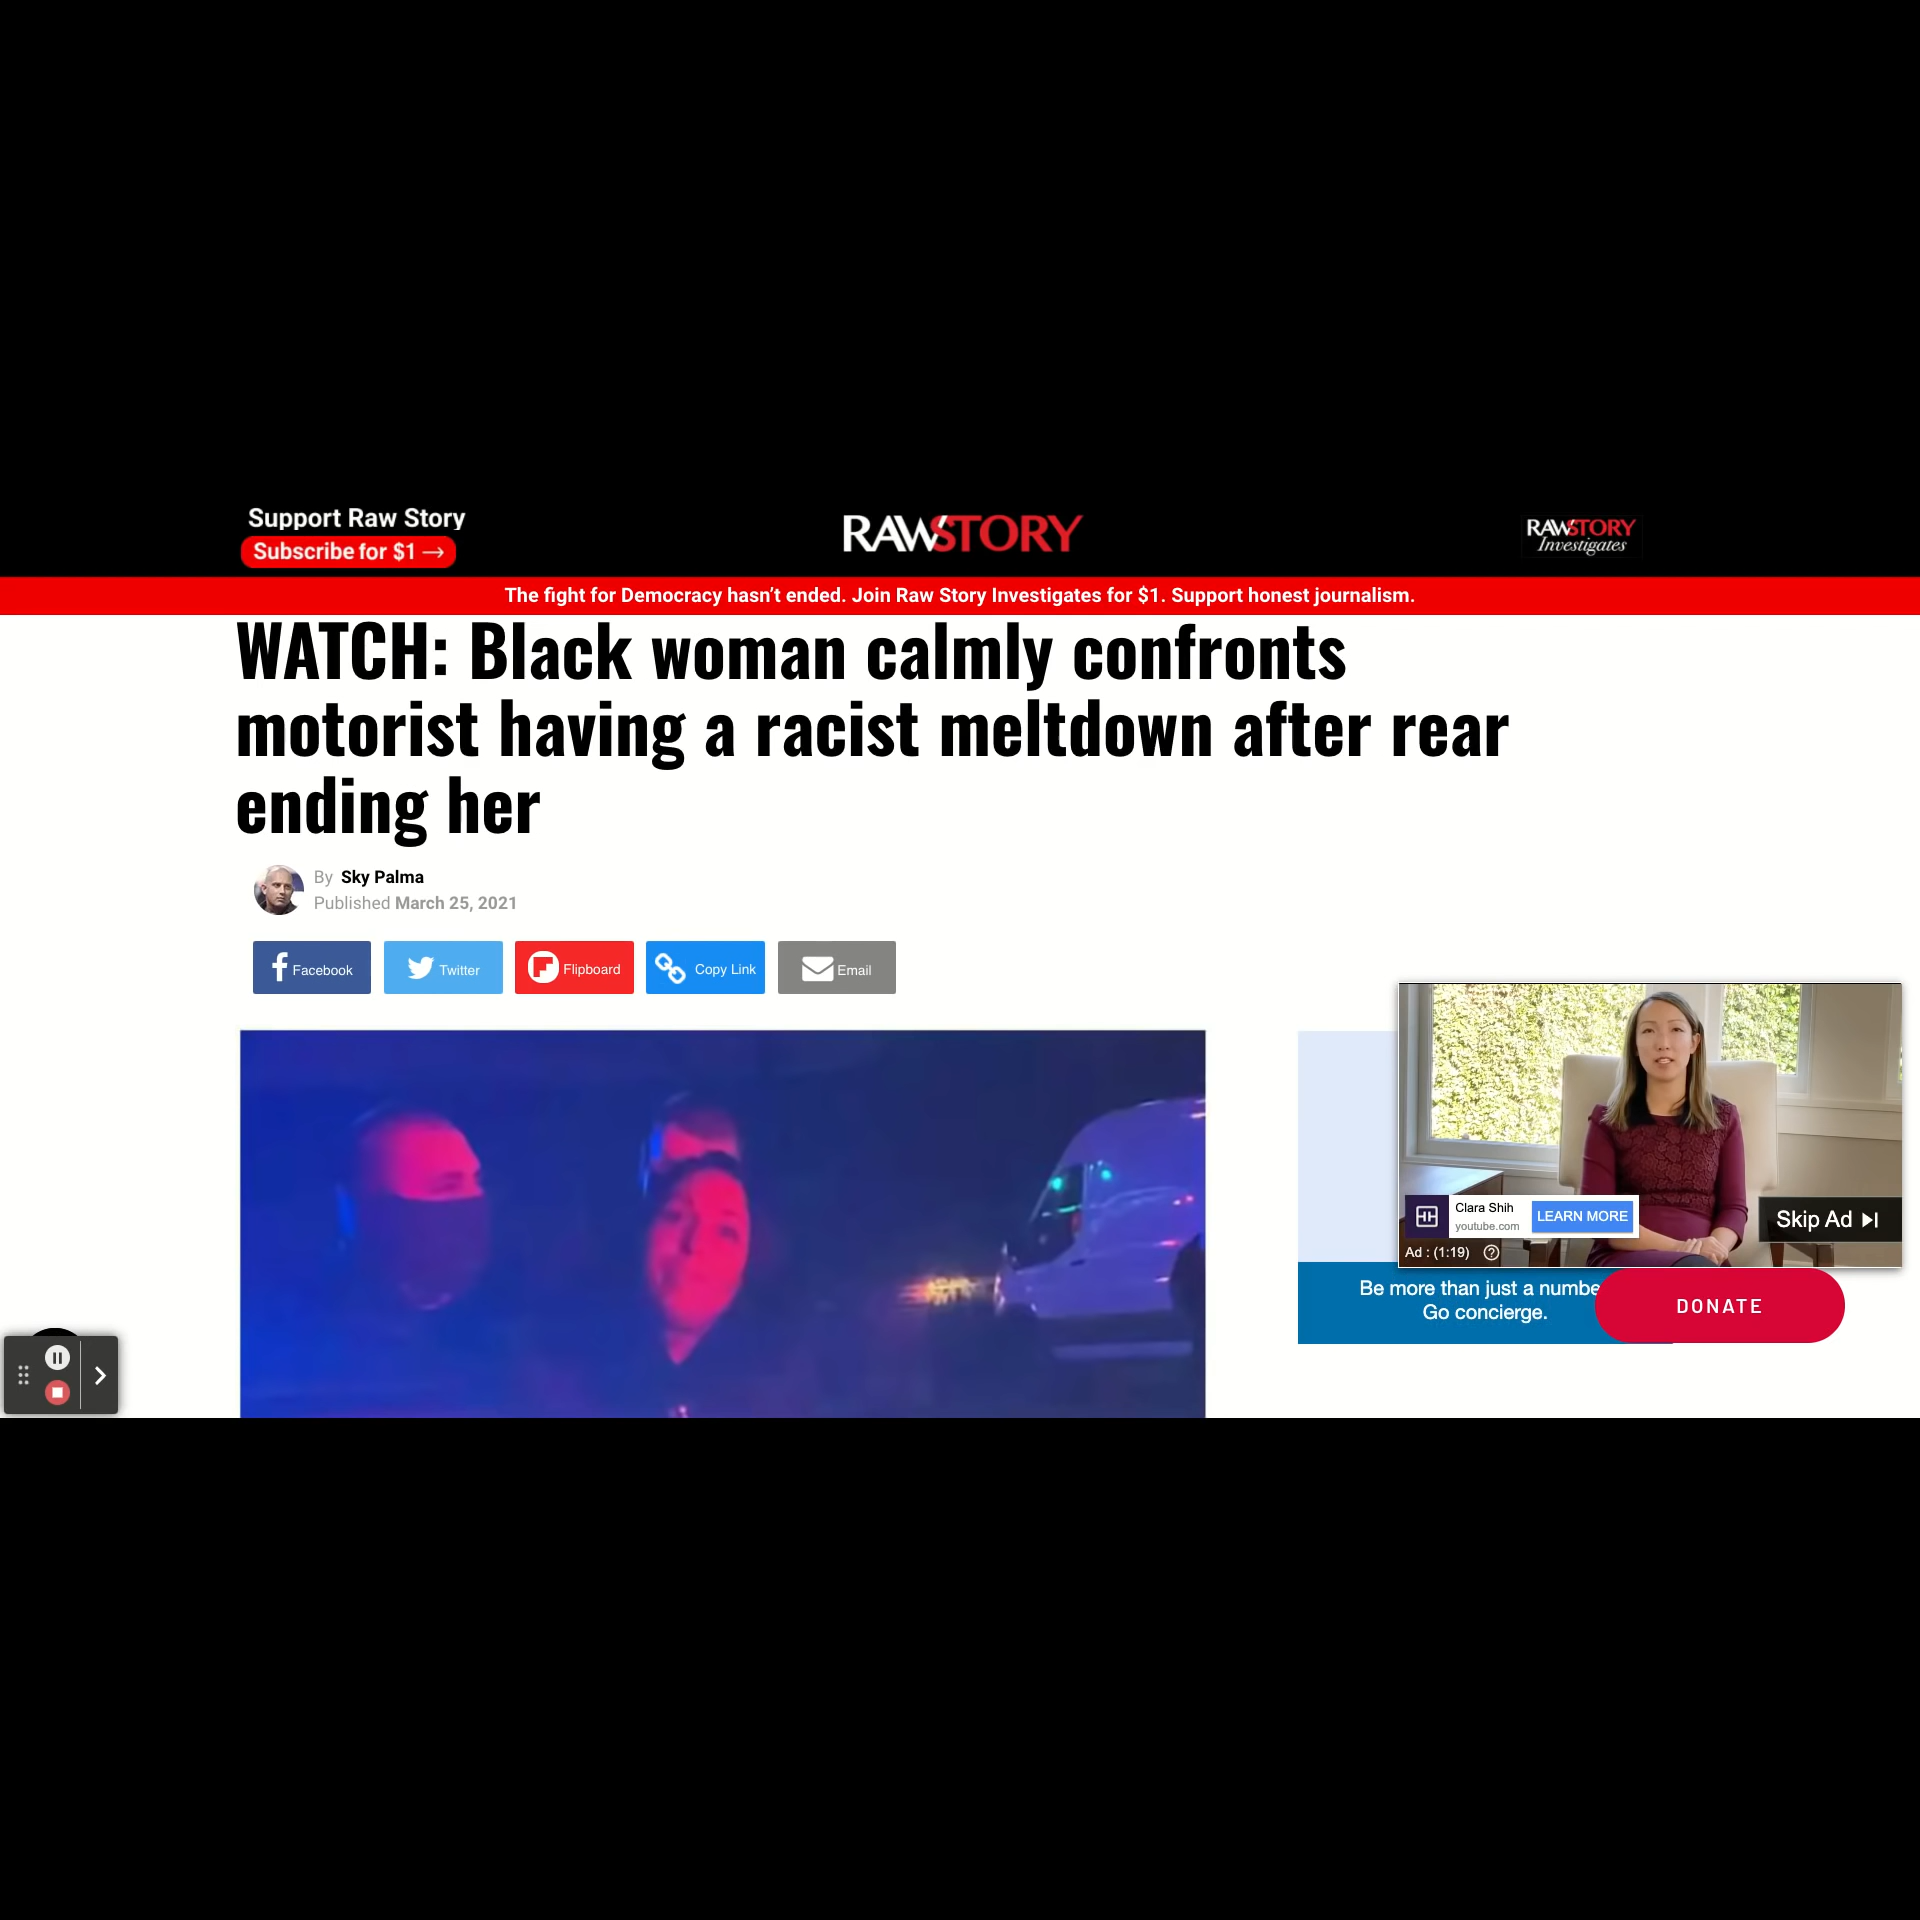 Support Raw Story
Subscribe for $1 →
RAWSTORY
RAWSTORY
Investigates
The fight for Democracy hasn’t ended. Join Raw Story Investigates for $1. Support honest journalism.
WATCH: Black woman calmly confronts
motorist having a racist meltdown after rear
ending her
By Sky Palma
Published March 25, 2021
Facebook
Twitter
Flipboard
Copy Link
Email
Clara Shih
youtube.com
LEARN MORE
Skip Ad
Ad : (1:19)
Be more than just a numbe
Go concierge.
DONATE